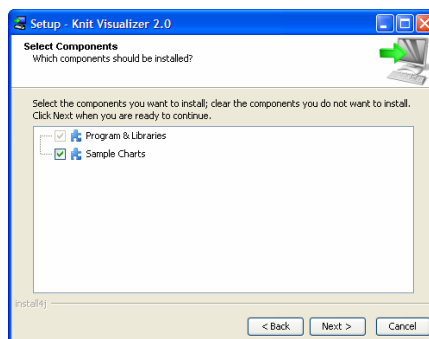 Setup - Knit Visualizer 2.0
Select Components
Which components should be installed?
Select the components you want to install; clear the components you do not want to install.
Click Next when you are ready to continue.
Program & Libraries
Sample Charts
install4j
< Back Next > Cancel